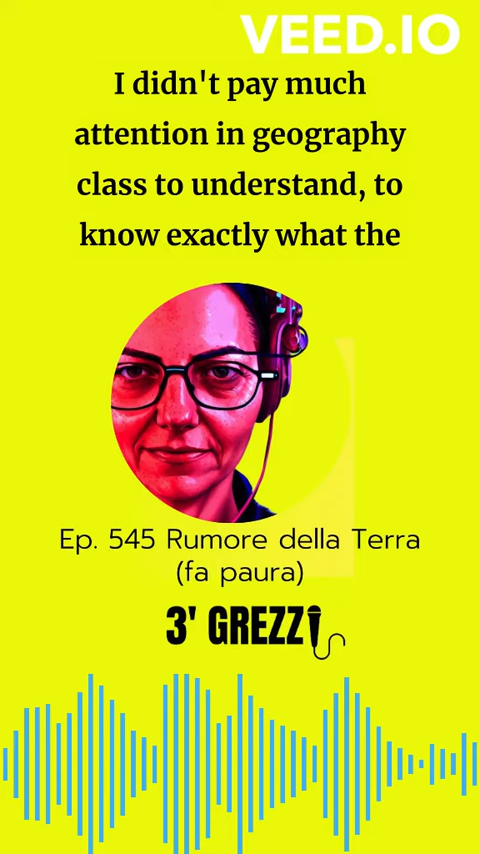 VEED.IO
I didn't pay much
attention in geography
class to understand, to
know exactly what the
Ep. 545 Rumore della Terra
(fa paura)
3' GREZZI